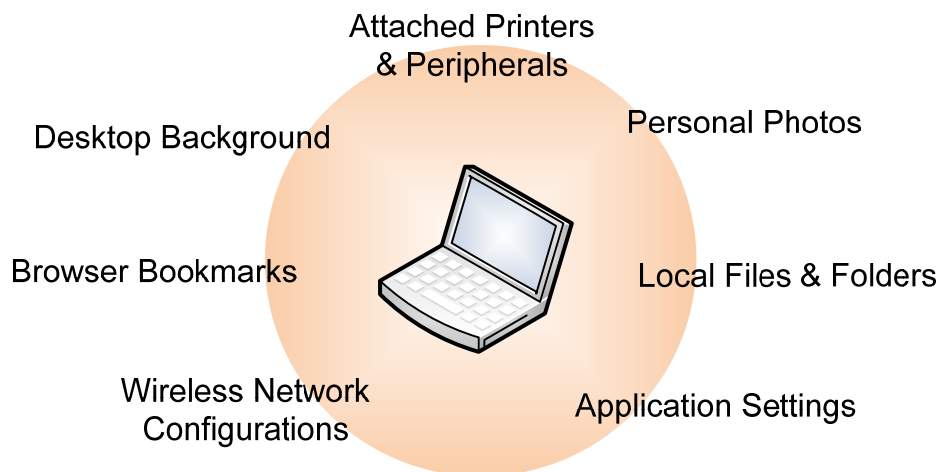 Attached Printers
& Peripherals
Desktop Background
Personal Photos
Browser Bookmarks
Local Files & Folders
Wireless Network
Configurations
Application Settings